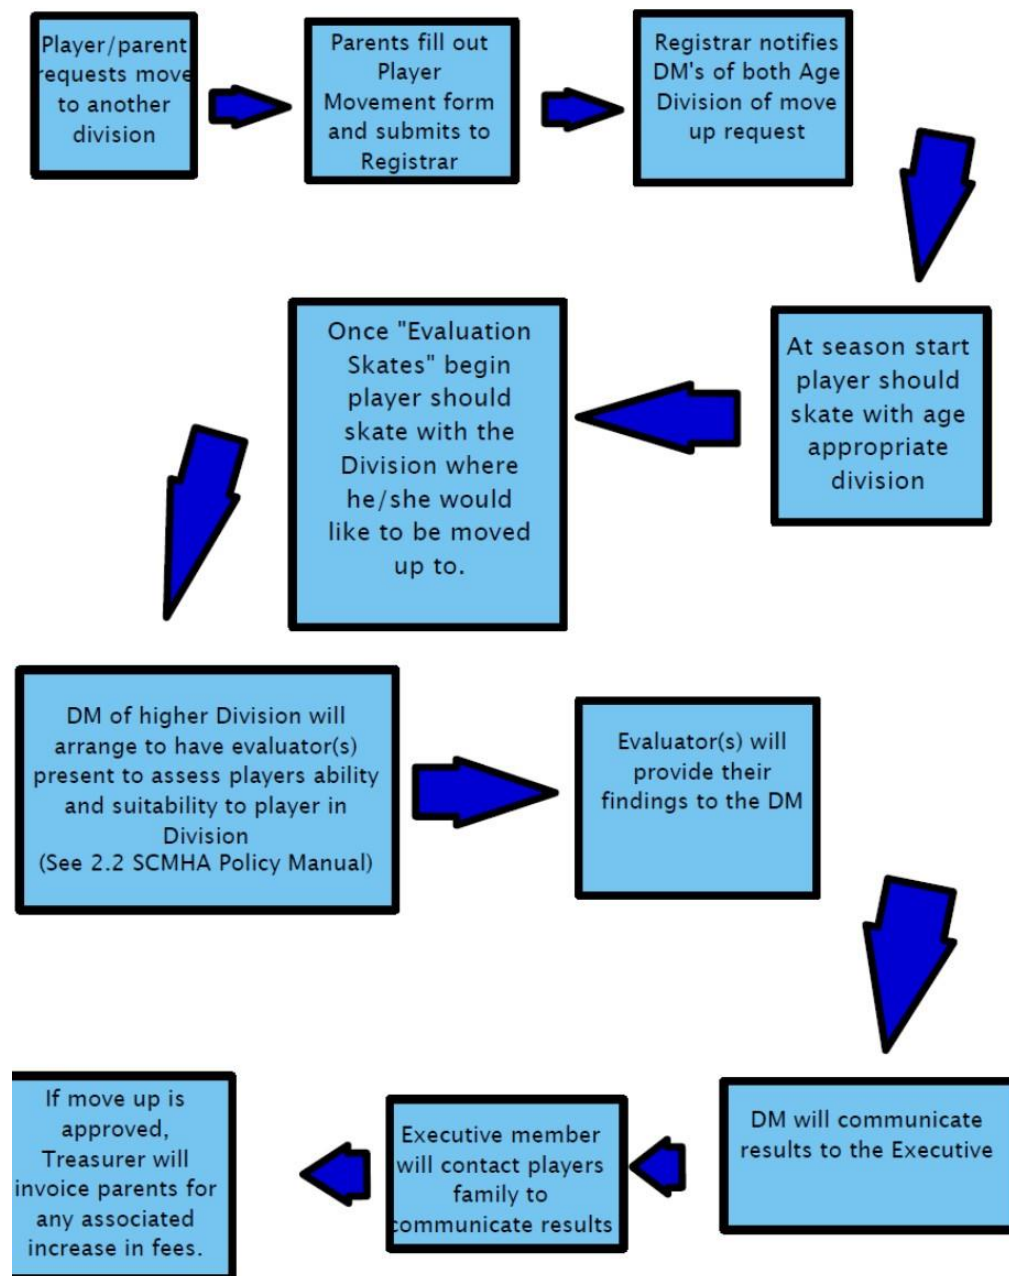 Player/parent
requests move
to another
division
Parents fill out
Player
Movement form
and submits to
Registrar
Registrar notifies
DM's of both Age
Division of move
up request
At season start
player should
skate with age
appropriate
division
Once "Evaluation
Skates" begin
player should
skate with the
Division where
he/she would
like to be moved
up to.
DM of higher Division will
arrange to have evaluator(s)
present to assess players ability
and suitability to player in
Division
(See 2.2 SCMHA Policy Manual)
Evaluator(s) will
provide their
findings to the DM
DM will communicate
results to the Executive
Executive member
will contact players
family to
communicate results
If move up is
approved,
Treasurer will
invoice parents for
any associated
increase in fees.